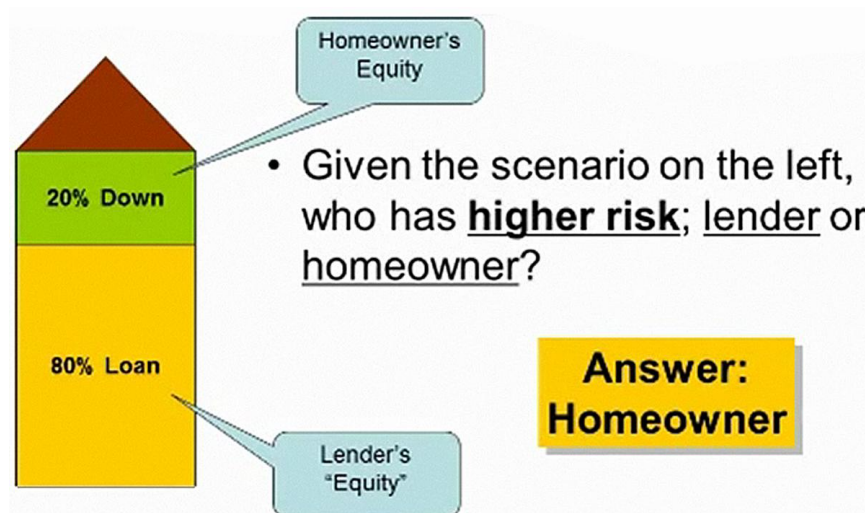 Homeowner's
Equity
20% Down
• Given the scenario on the left,
who has higher risk; lender or
homeowner?
80% Loan
Answer:
Homeowner
Lender's
"Equity"